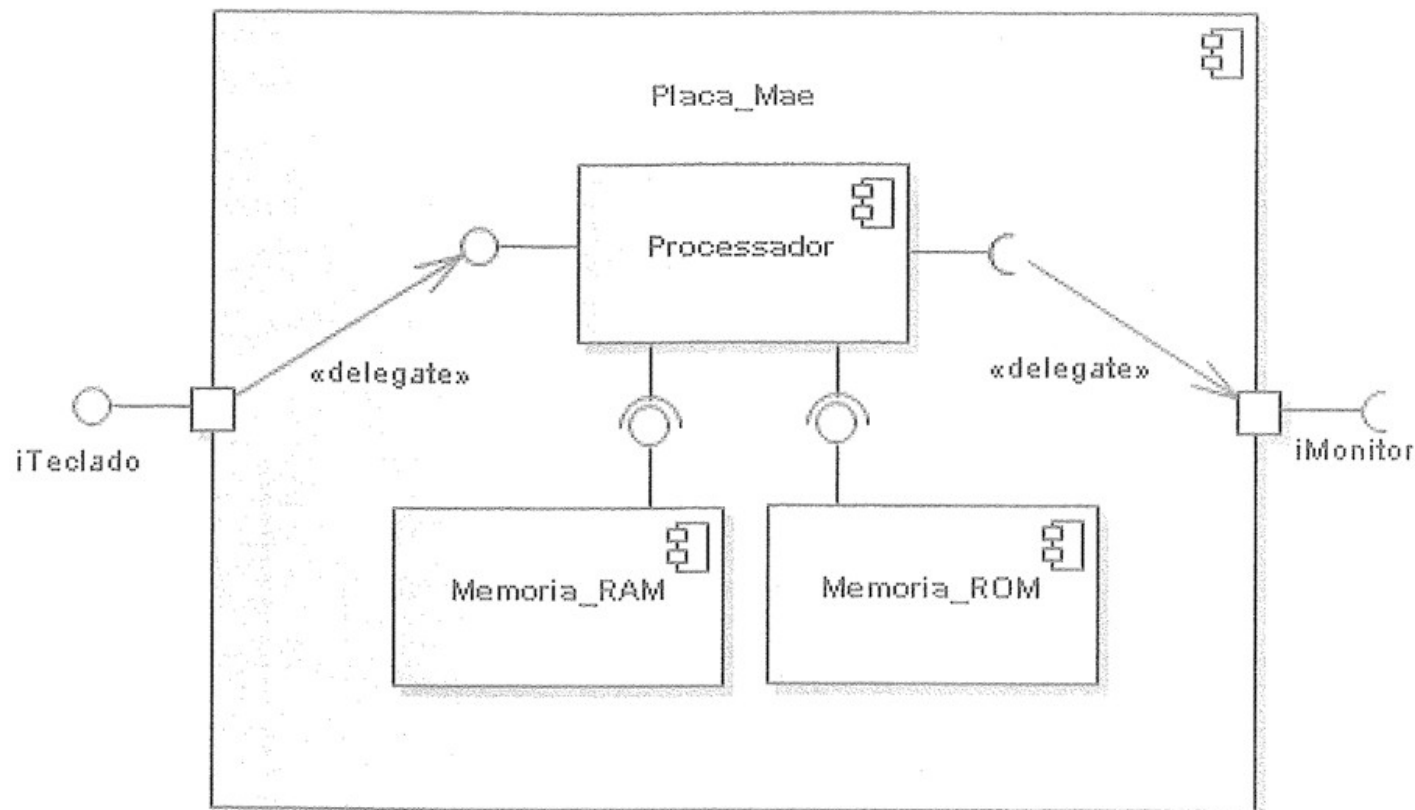 Placa_Mae
Processador
«delegate»
«delegate»
iTeclado
iMonitor
Memoria_RAM
Memoria_ROM